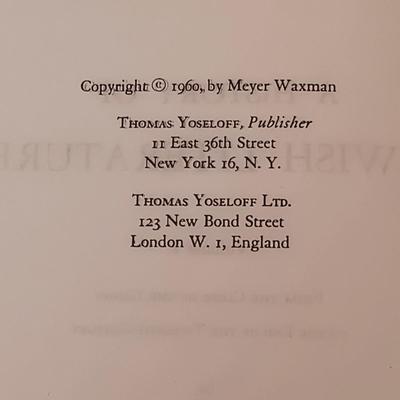 Copyright © 1960, by Meyer Waxman
Thomas Yoseloff, Publisher
11 East 36th Street
New York 16, N. Y.
Thomas Yoseloff Ltd.
123 New Bond Street
London W. 1, England